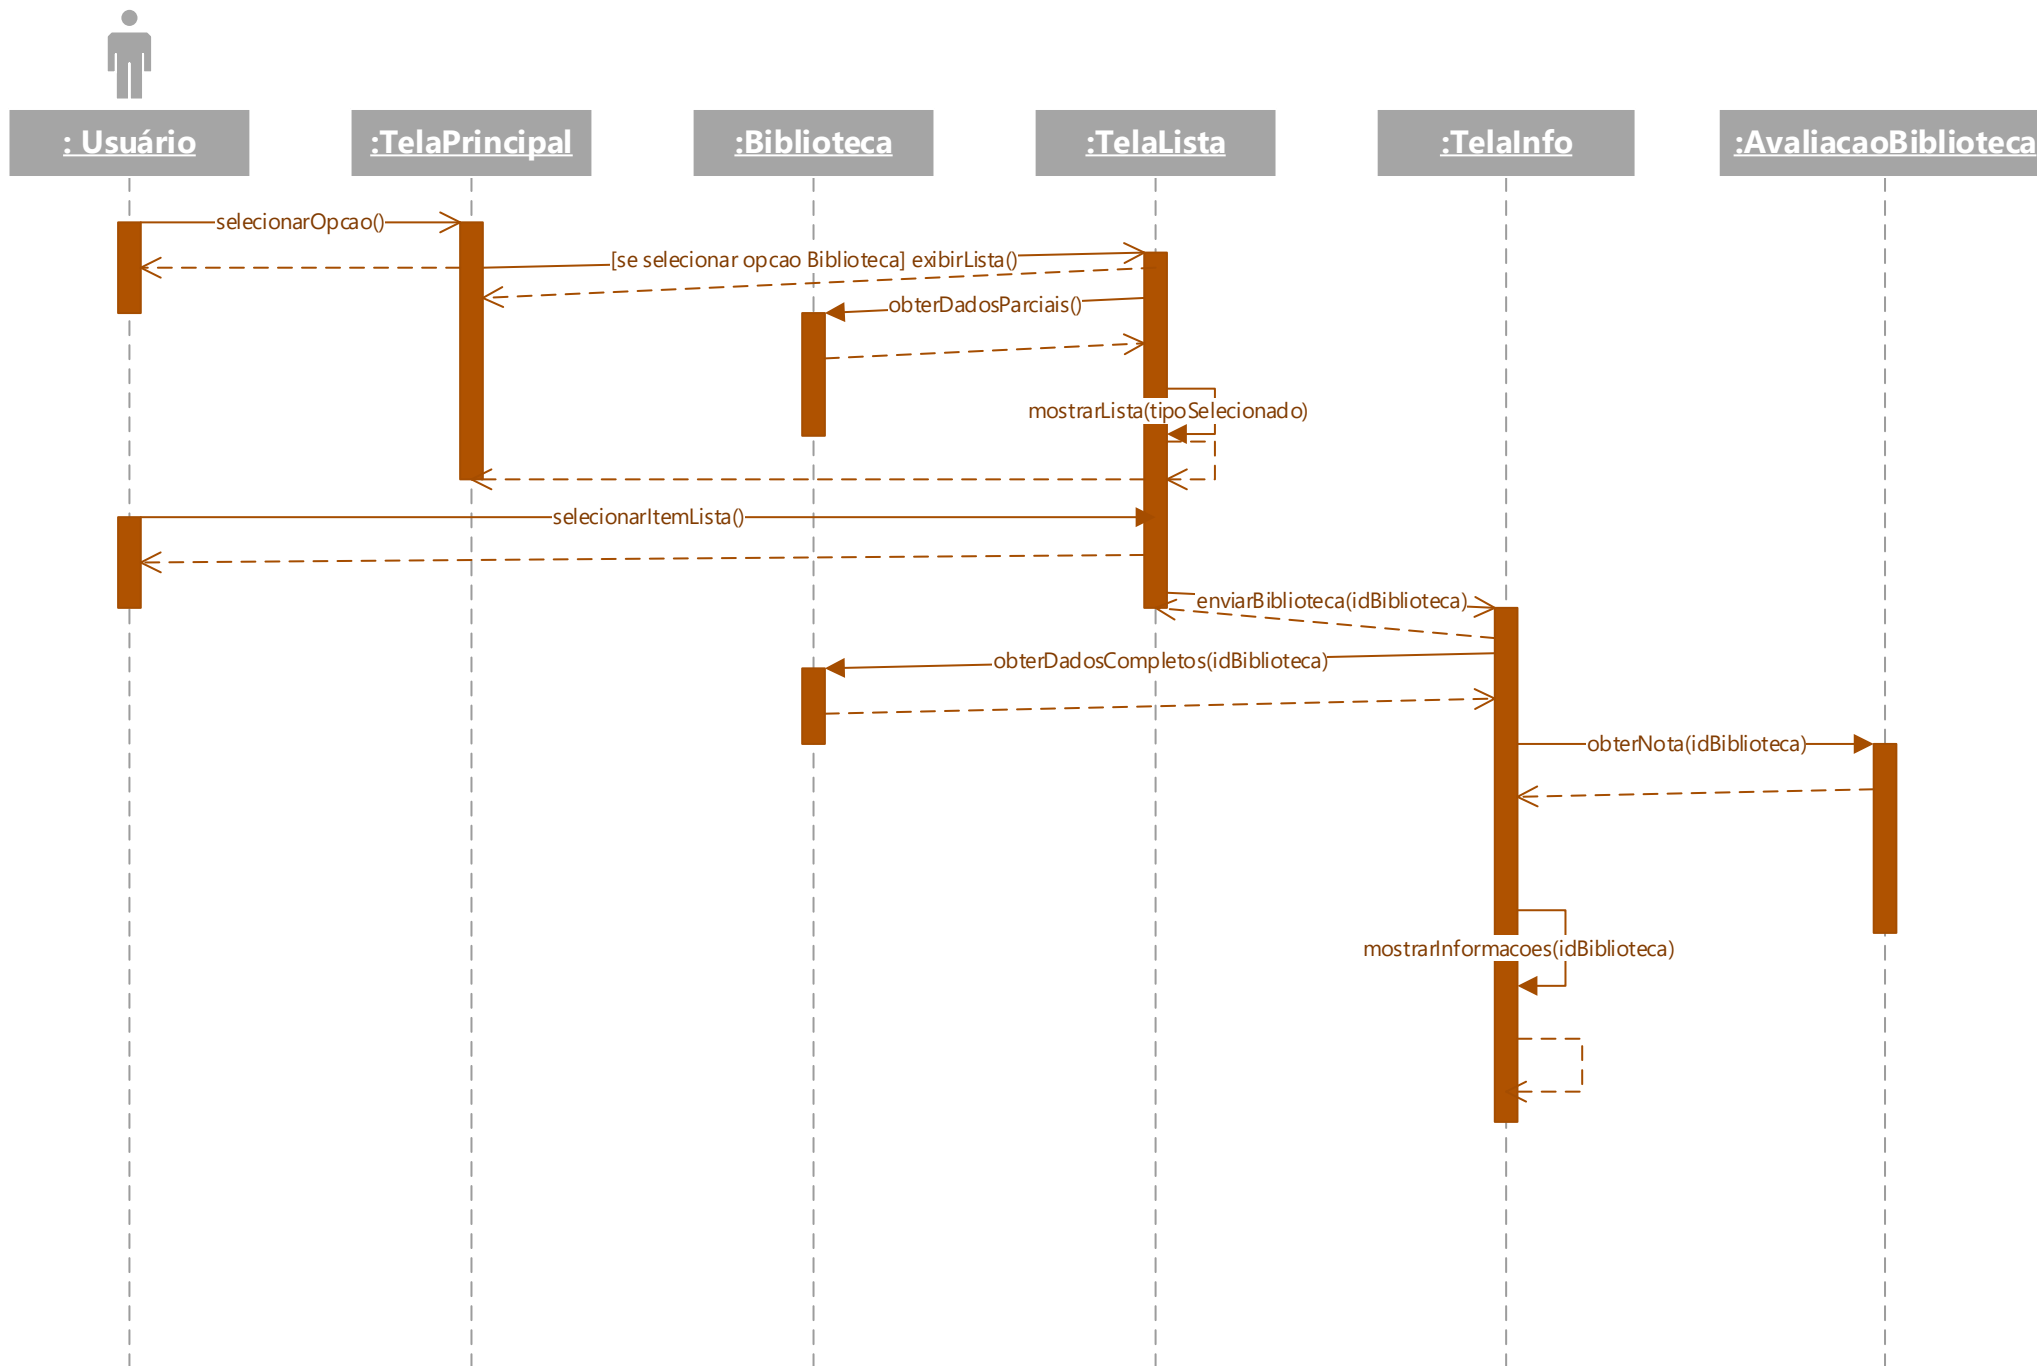 : Usuário
:TelaPrincipal
:Biblioteca
:TelaLista
:TelaInfo
:AvaliacaoBiblioteca
selecionarOpcao()
[se selecionar opcao Biblioteca] exibirLista()
obterDadosParciais()
mostrarLista(tipoSelecionado)
selecionarItemLista()
enviarBiblioteca(idBiblioteca)
obterDadosCompletos(idBiblioteca)
obterNota(idBiblioteca)
mostrarInformacoes(idBiblioteca)